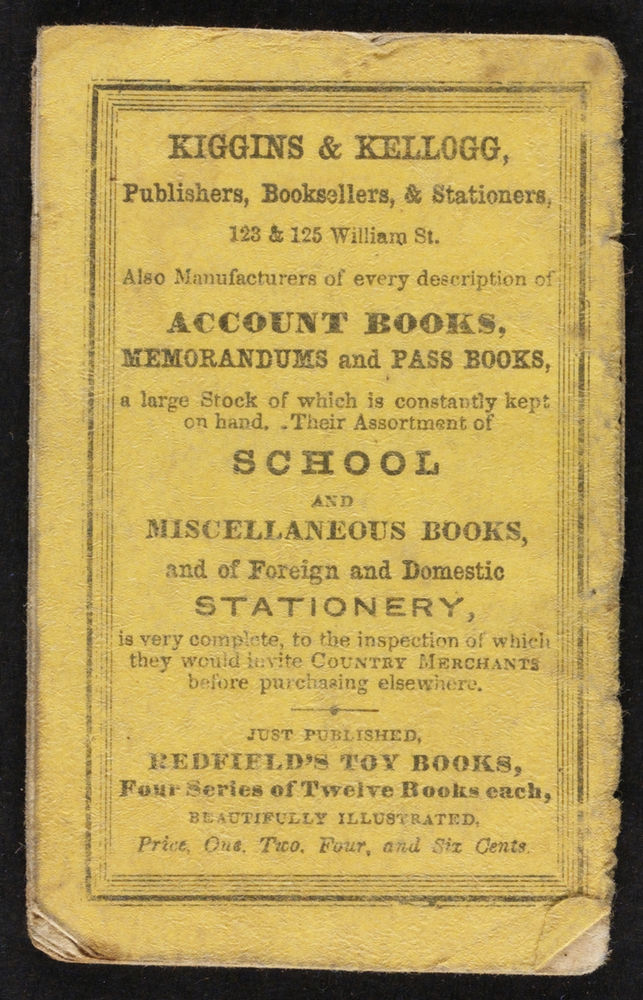 KIGGINS & KELLOGG,
Publishers, Booksellers, & Stationers,
123 & 125 William St.
Also Manufacturers of every description of
ACCOUNT BOOKS,
MEMORANDUMS and PASS BOOKS,
a large Stock of which is constantly kept
on hand. Their Assortment of
SCHOOL
AND
MISCELLANEOUS BOOKS,
and of Foreign and Domestic
STATIONERY,
is very complete, to the inspection of which
they would invite COUNTRY MERCHANTS
before purchasing elsewhere.
JUST PUBLISHED,
REDFIELD'S TOY BOOKS,
Four Series of Twelve Books each,
BEAUTIFULLY ILLUSTRATED.
Price, One, Two, Four, and Six Cents.